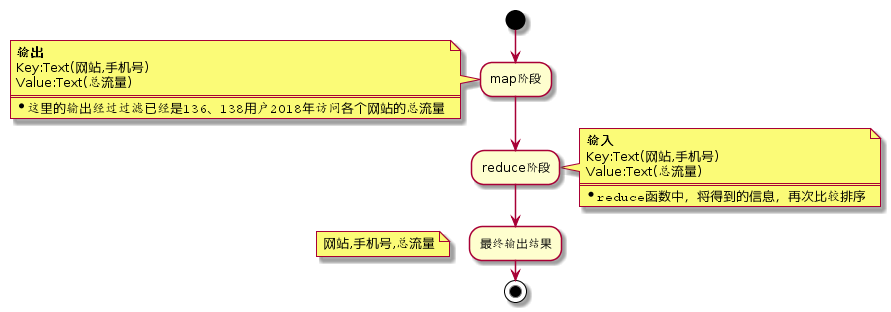 输出
Key:Text(网站,手机号)
Value:Text(总流量)
这里的输出经过过滤已经是136、138用户2018年访问各个网站的总流量
map阶段
输入
Key:Text(网站,手机号)
Value:Text(总流量)
reduce函数中，将得到的信息，再次比较排序
reduce阶段
网站,手机号,总流量
最终输出结果